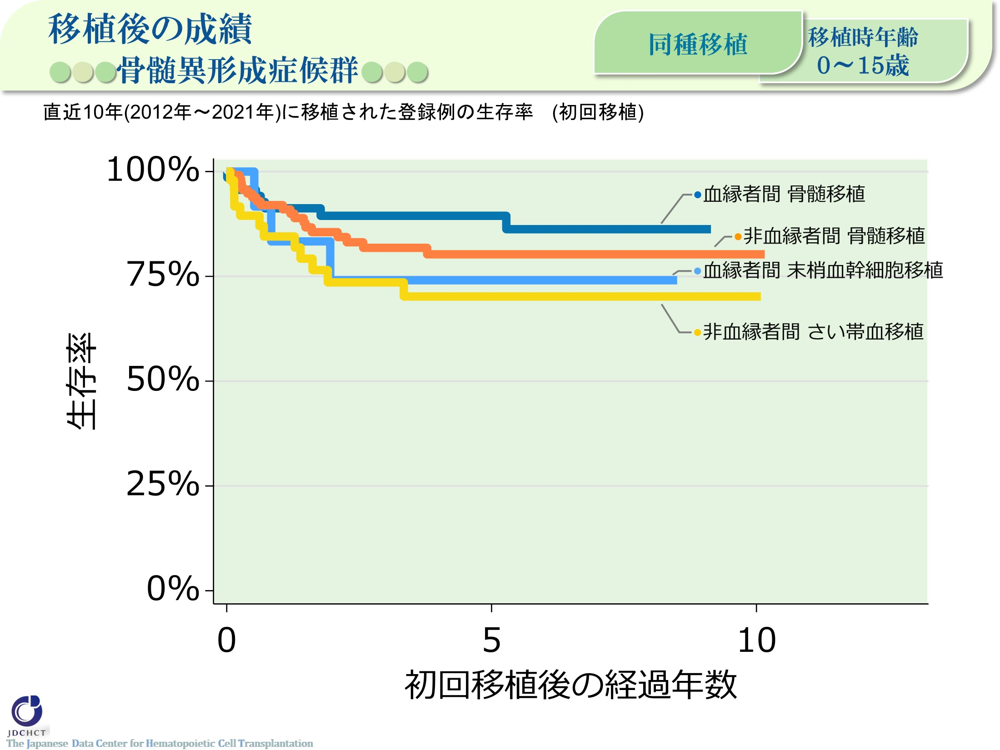 移植後の成績
骨髄異形成症候群
同種移植
移植時年齢
0～15歳
直近10年(2012年～2021年)に移植された登録例の生存率　(初回移植)
100%
75%
50%
25%
0%
生存率
血縁者間 骨髄移植
非血縁者間 骨髄移植
血縁者間 末梢血幹細胞移植
非血縁者間 さい帯血移植
0
5
10
初回移植後の経過年数
JDCHCT
The Japanese Data Center for Hematopoietic Cell Transplantation